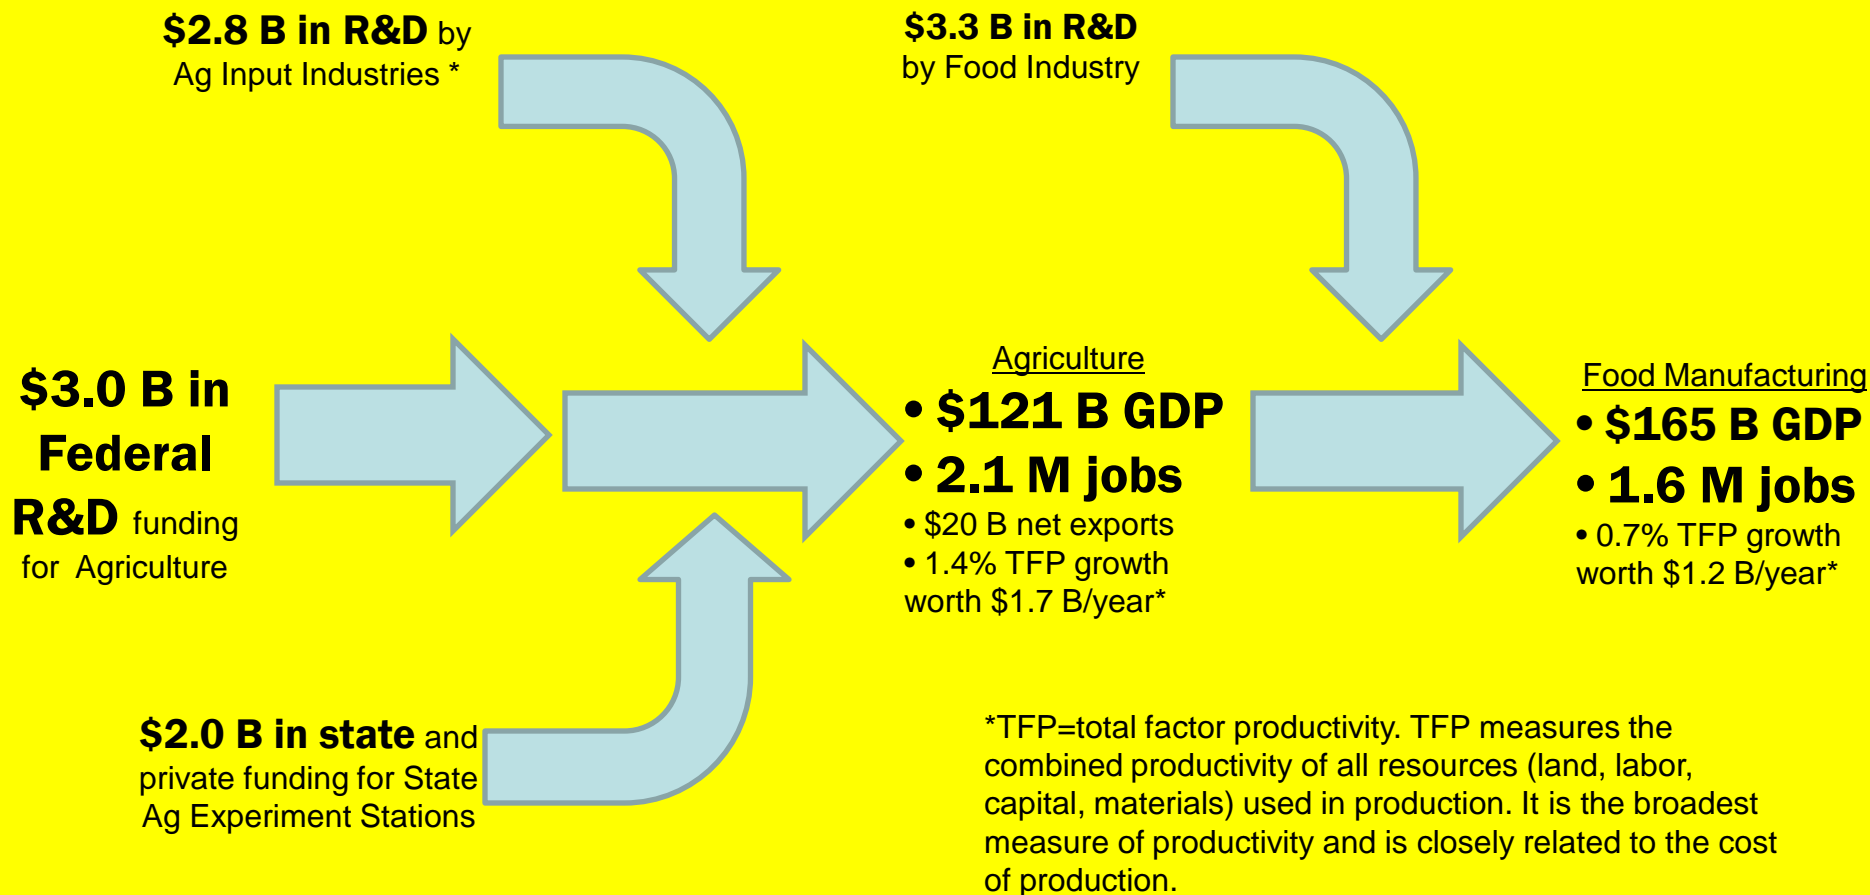 $2.8 B in R&D by
Ag Input Industries *
$3.3 B in R&D
by Food Industry
$3.0 B in
Federal
R&D funding
for Agriculture
Agriculture
• $121 B GDP
• 2.1 M jobs
• $20 B net exports
• 1.4% TFP growth
worth $1.7 B/year*
Food Manufacturing
• $165 B GDP
• 1.6 M jobs
• 0.7% TFP growth
worth $1.2 B/year*
$2.0 B in state and
private funding for State
Ag Experiment Stations
*TFP=total factor productivity. TFP measures the
combined productivity of all resources (land, labor,
capital, materials) used in production. It is the broadest
measure of productivity and is closely related to the cost
of production.